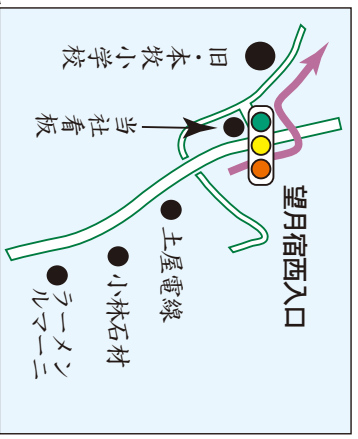 旧・本牧小学校
当社看板
望月宿西入口
土屋電線
小林石材
ラーメン
ルマーニ